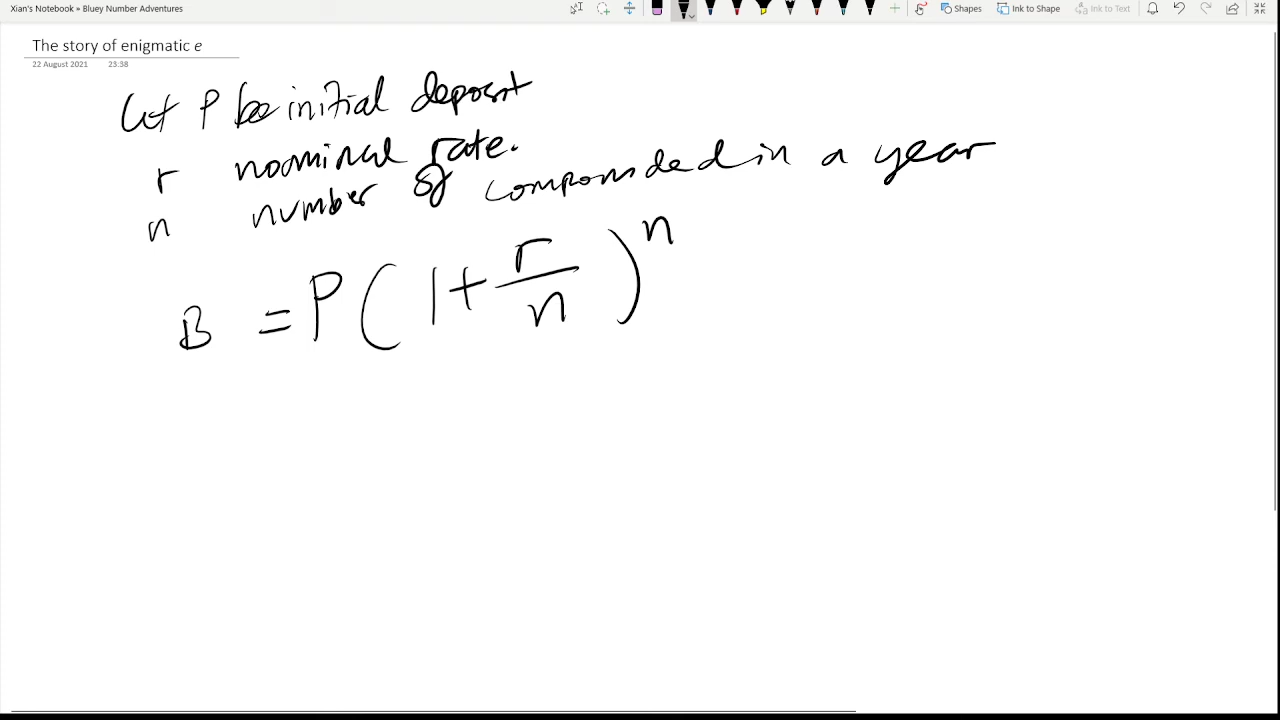 Xian's Notebook » Bluey Number Adventures
Shapes Ink to Shape Ink to Text
The story of enigmatic e
22 August 2021 23:38
Let P be initial deposit
r nominal rate.
n number of compounded in a year
B = P(1+r/n)^n